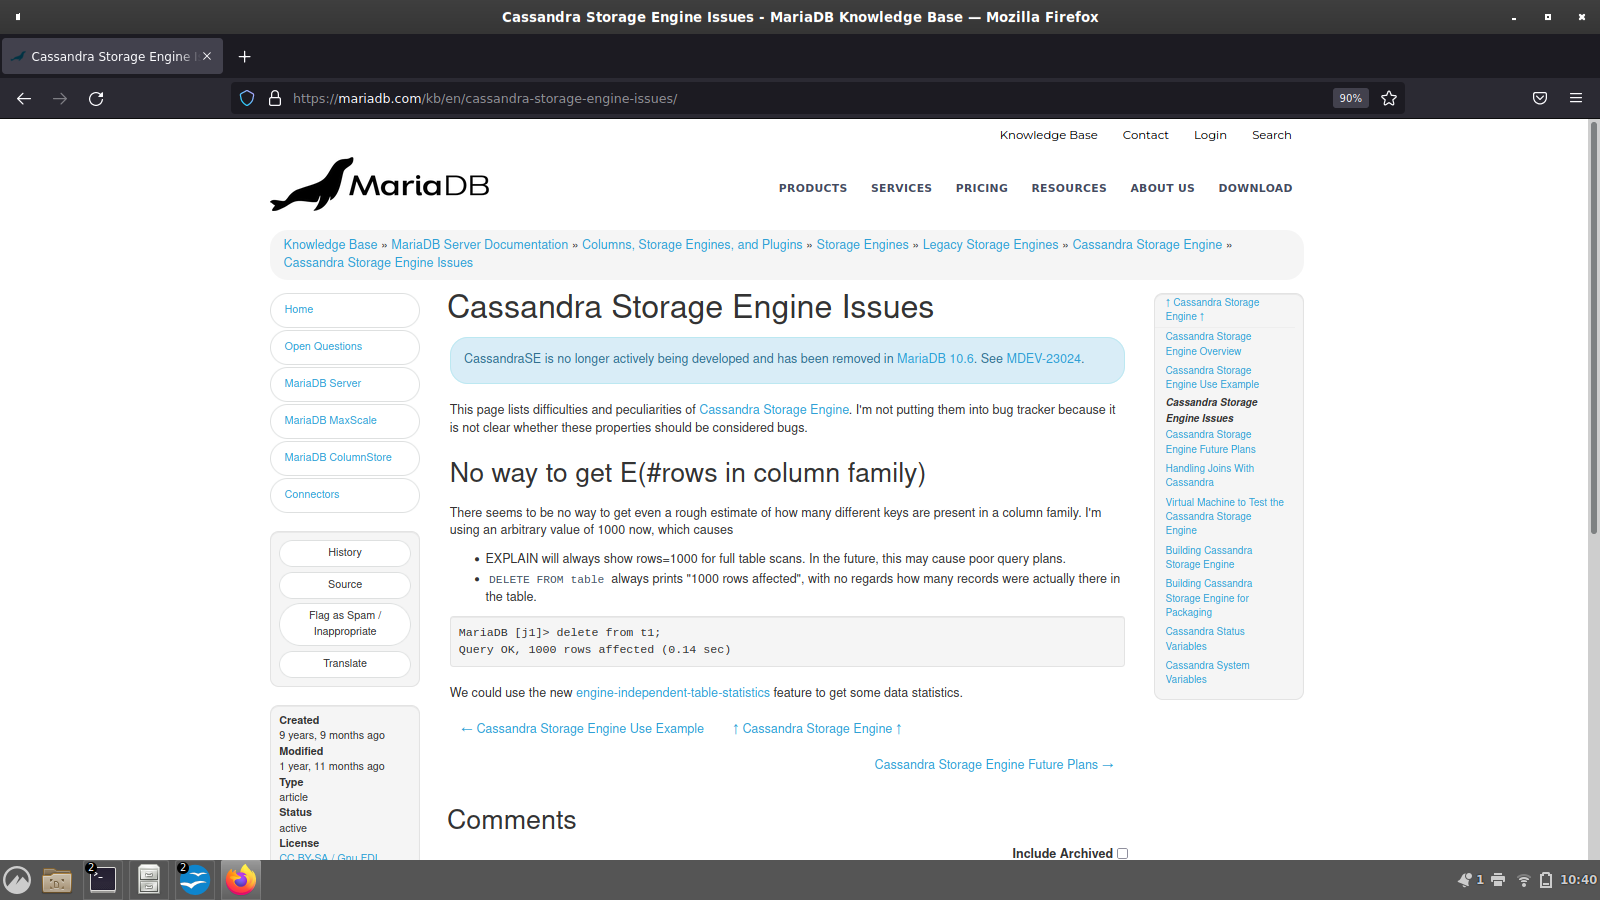 Cassandra Storage Engine Issues - MariaDB Knowledge Base — Mozilla Firefox
Cassandra Storage Engine
https://mariadb.com/kb/en/cassandra-storage-engine-issues/
90%
Knowledge Base Contact Login Search
MariaDB
PRODUCTS SERVICES PRICING RESOURCES ABOUT US DOWNLOAD
Knowledge Base » MariaDB Server Documentation » Columns, Storage Engines, and Plugins » Storage Engines » Legacy Storage Engines » Cassandra Storage Engine »
Cassandra Storage Engine Issues
Home
Open Questions
MariaDB Server
MariaDB MaxScale
MariaDB ColumnStore
Connectors
History
Source
Flag as Spam /
Inappropriate
Translate
Created
9 years, 9 months ago
Modified
1 year, 11 months ago
Type
article
Status
active
License
CC BY-SA / Gnu FDL
Cassandra Storage Engine Issues
CassandraSE is no longer actively being developed and has been removed in MariaDB 10.6. See MDEV-23024.
This page lists difficulties and peculiarities of Cassandra Storage Engine. I'm not putting them into bug tracker because it
is not clear whether these properties should be considered bugs.
No way to get E(#rows in column family)
There seems to be no way to get even a rough estimate of how many different keys are present in a column family. I'm
using an arbitrary value of 1000 now, which causes
• EXPLAIN will always show rows=1000 for full table scans. In the future, this may cause poor query plans.
• DELETE FROM table always prints "1000 rows affected", with no regards how many records were actually there in
the table.
MariaDB [j1]> delete from t1;
Query OK, 1000 rows affected (0.14 sec)
We could use the new engine-independent-table-statistics feature to get some data statistics.
← Cassandra Storage Engine Use Example ↑ Cassandra Storage Engine ↑
Cassandra Storage Engine Future Plans →
Comments
Include Archived
↑ Cassandra Storage
Engine ↑
Cassandra Storage
Engine Overview
Cassandra Storage
Engine Use Example
Cassandra Storage
Engine Issues
Cassandra Storage
Engine Future Plans
Handling Joins With
Cassandra
Virtual Machine to Test the
Cassandra Storage
Engine
Building Cassandra
Storage Engine
Building Cassandra
Storage Engine for
Packaging
Cassandra Status
Variables
Cassandra System
Variables
2
2
1
10:40